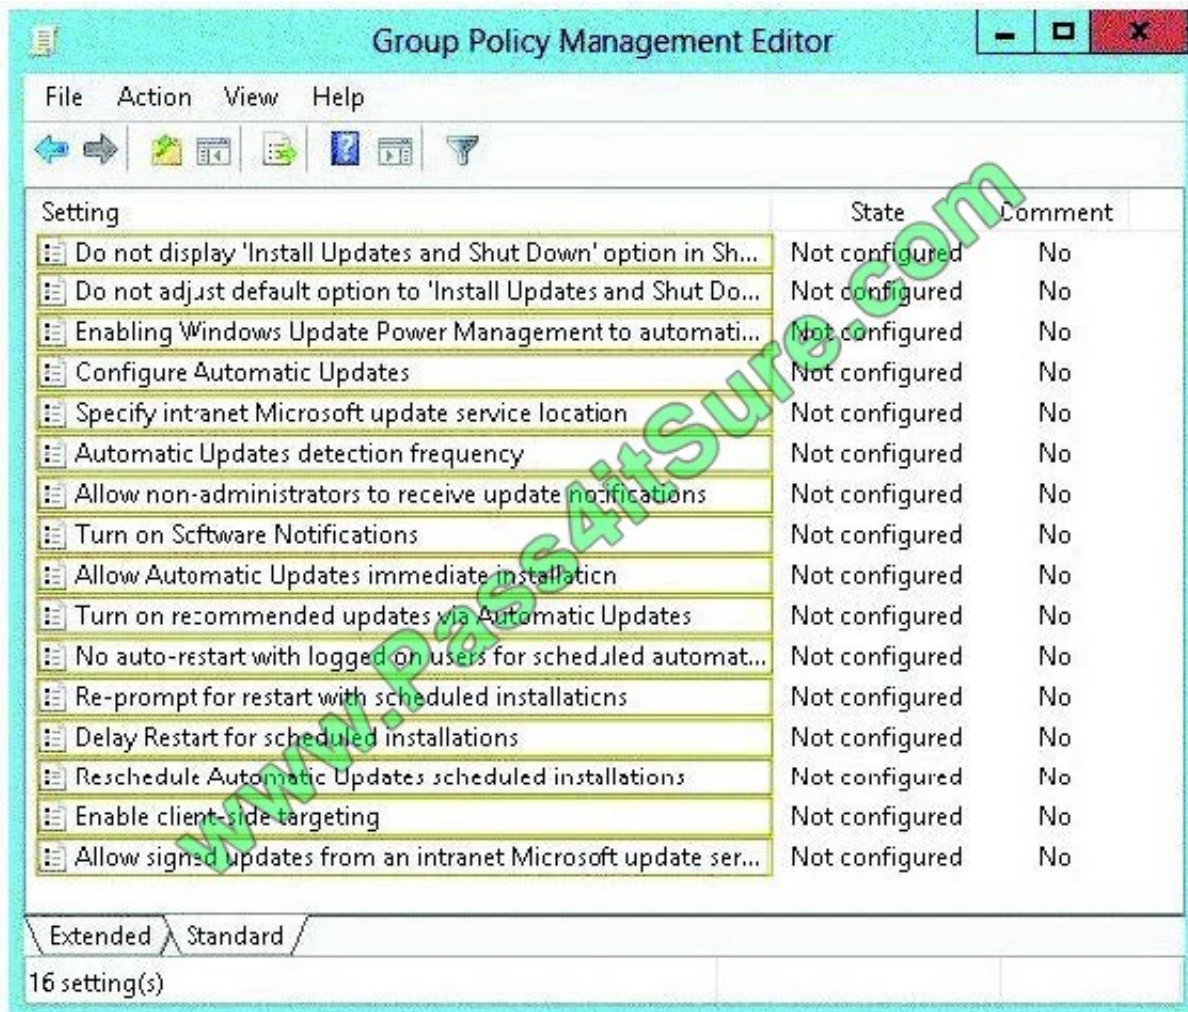 Group Policy Management Editor
File Action View Help
Setting State Comment
Do not display 'Install Updates and Shut Down' option in Sh... Not configured No
Do not adjust default option to 'Install Updates and Shut Do... Not configured No
Enabling Windows Update Power Management to automati... Not configured No
Configure Automatic Updates Not configured No
Specify intranet Microsoft update service location Not configured No
Automatic Updates detection frequency Not configured No
Allow non-administrators to receive update notifications Not configured No
Turn on Software Notifications Not configured No
Allow Automatic Updates immediate installation Not configured No
Turn on recommended updates via Automatic Updates Not configured No
No auto-restart with logged on users for scheduled automat... Not configured No
Re-prompt for restart with scheduled installations Not configured No
Delay Restart for scheduled installations Not configured No
Reschedule Automatic Updates scheduled installations Not configured No
Enable client-side targeting Not configured No
Allow signed updates from an intranet Microsoft update ser... Not configured No
Extended Standard
16 setting(s)
www.Pass4itSure.com